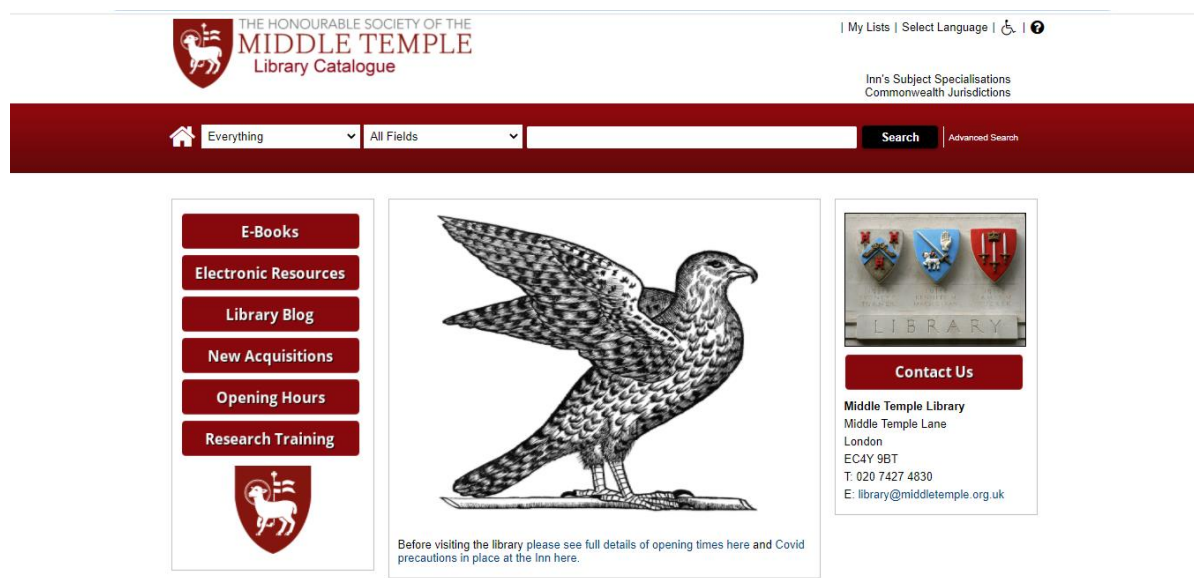 THE HONOURABLE SOCIETY OF THE
MIDDLE TEMPLE
Library Catalogue
| My Lists | Select Language | | 
Inn's Subject Specialisations
Commonwealth Jurisdictions
Everything
All Fields
Search
Advanced Search
E-Books
Electronic Resources
Library Blog
New Acquisitions
Opening Hours
Research Training
Before visiting the library please see full details of opening times here and Covid
precautions in place at the Inn here.
LIBRARY
Contact Us
Middle Temple Library
Middle Temple Lane
London
EC4Y 9BT
T: 020 7427 4830
E: library@middletemple.org.uk